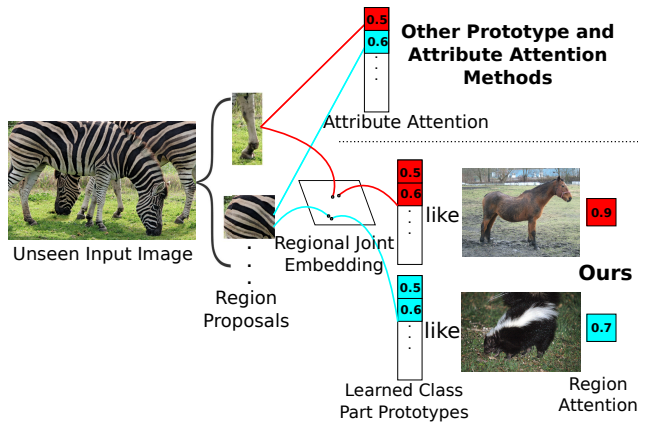 0.5
0.6
Other Prototype and
Attribute Attention
Methods
Attribute Attention
Unseen Input Image
Region
Proposals
Regional Joint
Embedding
0.5
0.6
like
0.9
Ours
0.5
0.6
like
0.7
Learned Class
Part Prototypes
Region
Attention